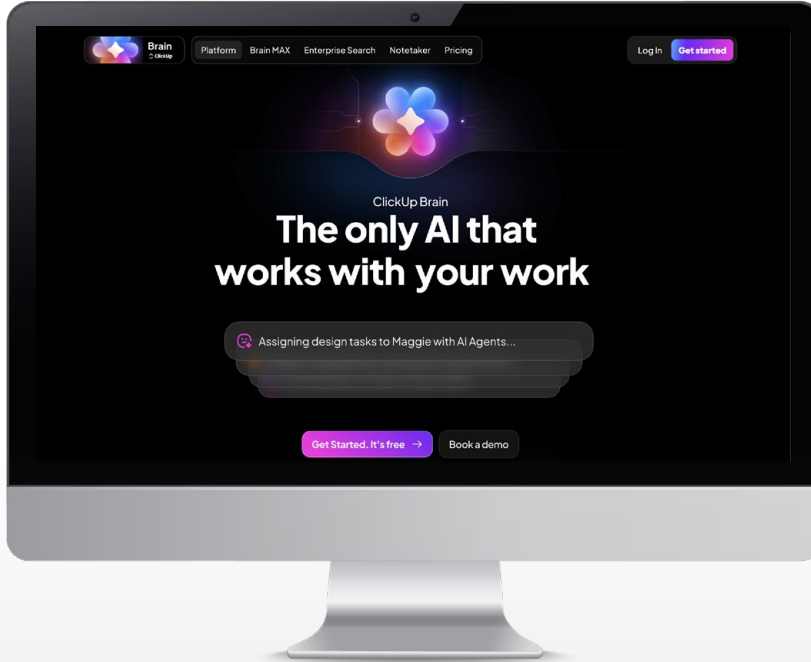 Brain
ClickUp
Platform Brain MAX Enterprise Search Notetaker Pricing
Log In Get started
ClickUp Brain
The only AI that
works with your work
Assigning design tasks to Maggie with AI Agents...
Get Started. It's free → Book a demo